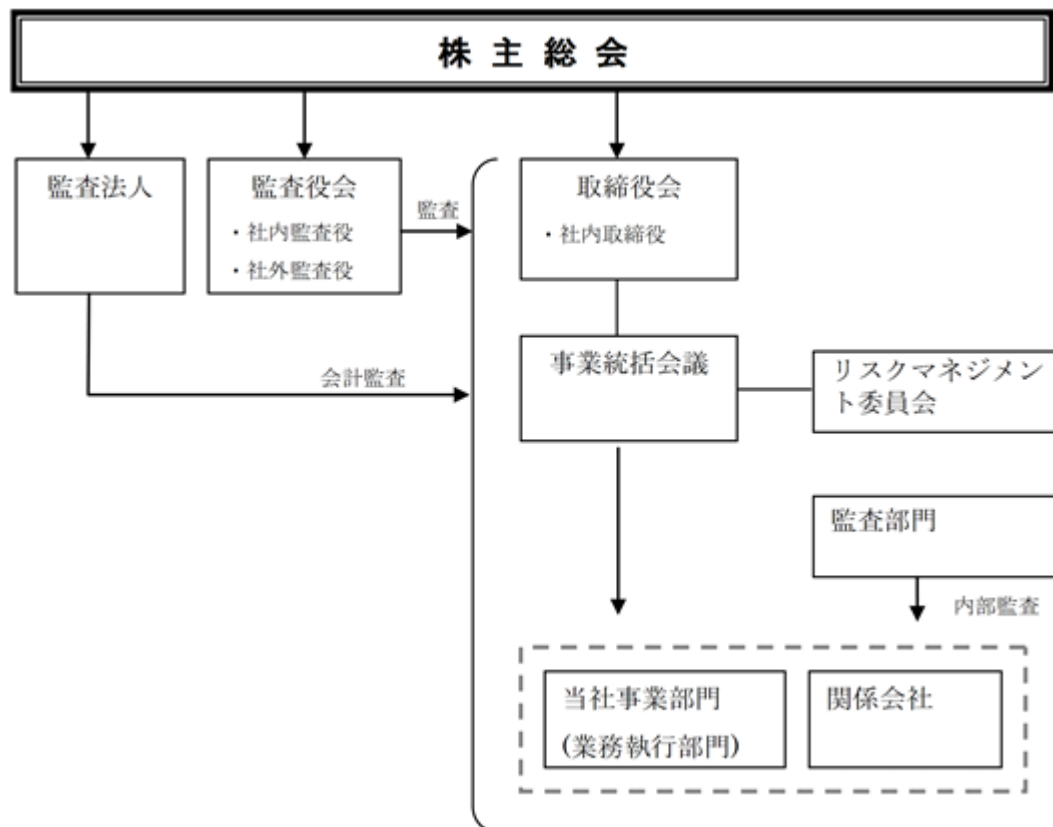 株主総会
監査法人
監査役会
・社内監査役
・社外監査役
監査
取締役会
・社内取締役
会計監査
事業統括会議
リスクマネジメン
ト委員会
監査部門
内部監査
当社事業部門
(業務執行部門)
関係会社